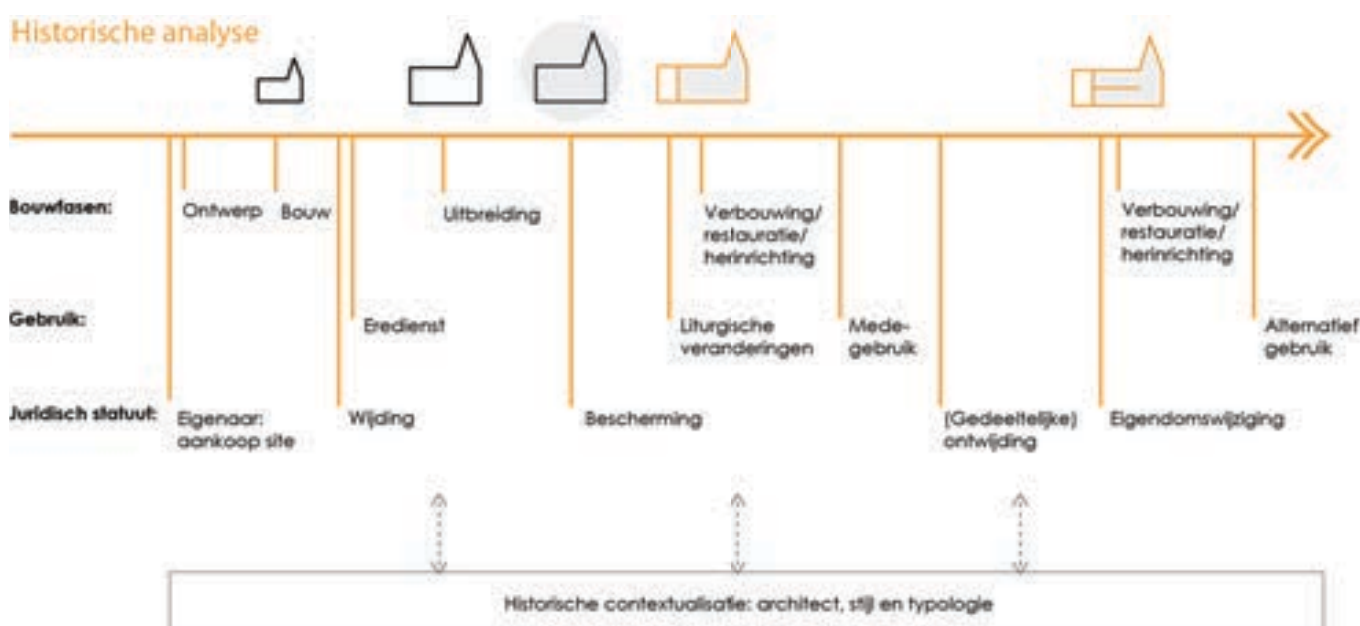 Historische analyse
Bouwfasen:
Ontwerp
Bouw
Uitbreiding
Verbouwing/
restauratie/
herinrichting
Verbouwing/
restauratie/
herinrichting
Gebruik:
Eredienst
Liturgische
veranderingen
Mede-
gebruik
Alternatief
gebruik
Juridisch statuut:
Eigenaar:
aankoop site
Wijding
Bescherming
(Gedeeltelijke)
ontwijding
Eigendomswijziging
Historische contextualisatie: architect, stijl en typologie